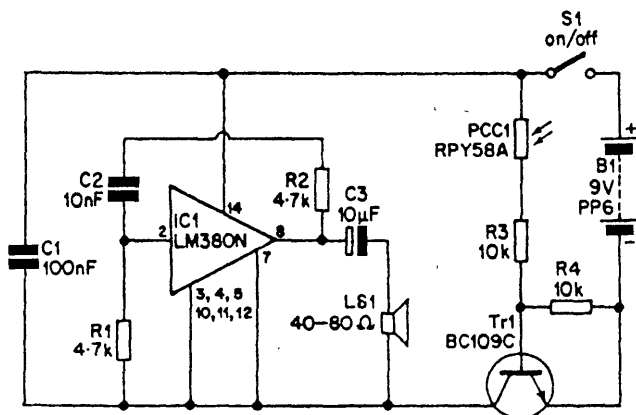 S1
on/off
PCC1
RPY58A
+
B1
9V
PP6
–
C2
10nF
R2
4·7k
C3
10µF
14
IC1
LM380N
2
8
7
C1
100nF
3, 4, 5
10, 11, 12
R3
10k
R4
10k
LS1
40–80 Ω
R1
4·7k
Tr1
BC109C